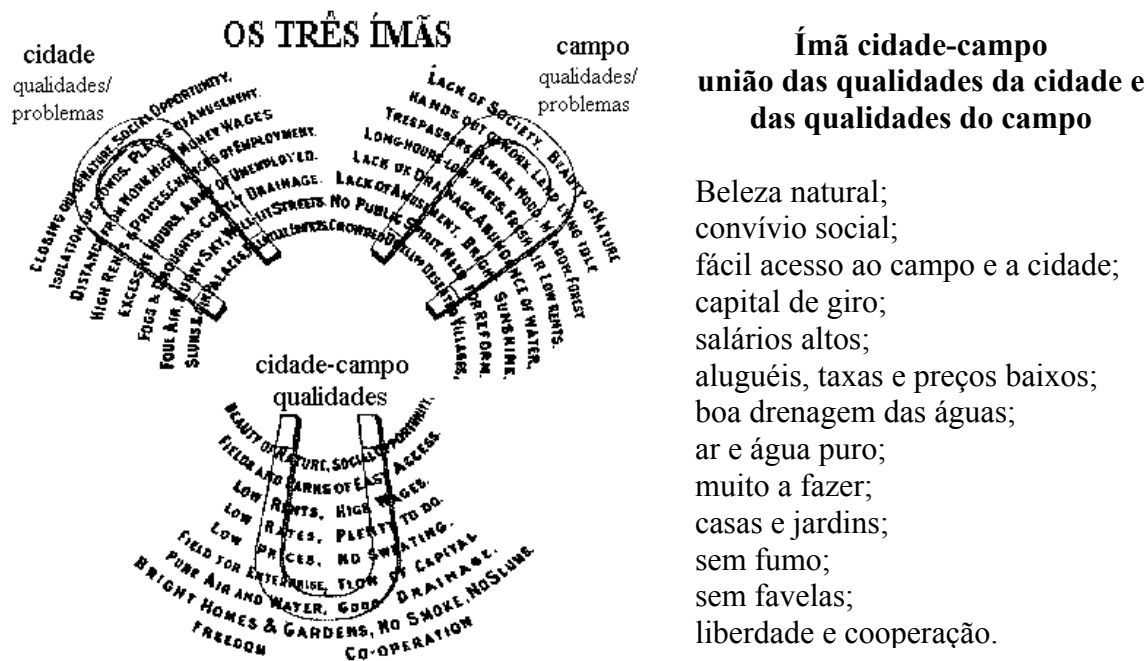 OS TRÊS ÍMÃS
cidade
qualidades/
problemas
CLOSING OUT OF NATURE. SOCIAL OPPORTUNITY.
ISOLATION OF CROWDS. PLACES OF AMUSEMENT.
DISTANCE FROM WORK. HIGH MONEY WAGES
HIGH RENTS & PRICES. CHANCES OF EMPLOYMENT.
EXCESSIVE HOURS. ARMY OF UNEMPLOYED.
FOGS & DROUGHTS. COSTLY DRAINAGE.
FOUL AIR. MURKY SKY. WELL-LIT STREETS.
SLUMS & GIN PALACES.
campo
qualidades/
problemas
LACK OF SOCIETY. BEAUTY OF NATURE
HANDS OUT OF WORK. LAND LYING IDLE
TRESPASSERS BEWARE. WOOD. MEADOW. FOREST
LONG-HOURS-LOW-WAGES. FRESH AIR LOW RENTS.
LACK OF DRAINAGE. ABUNDANCE OF WATER.
LACK OF AMUSEMENT. BRIGHT SUNSHINE.
NO PUBLIC SPIRIT. NEED FOR REFORM.
CROWDED DESERTED VILLAGES.
cidade-campo
qualidades
BEAUTY OF NATURE, SOCIAL OPPORTUNITY.
FIELDS AND PARKS OF EASY ACCESS.
LOW RENTS, HIGH WAGES.
LOW RATES, PLENTY TO DO.
LOW PRICES, NO SWEATING.
FIELD FOR ENTERPRISE, FLOW OF CAPITAL
PURE AIR AND WATER, GOOD DRAINAGE.
BRIGHT HOMES & GARDENS, NO SMOKE, NO SLUMS.
FREEDOM CO-OPERATION
Ímã cidade-campo
união das qualidades da cidade e
das qualidades do campo
Beleza natural;
convívio social;
fácil acesso ao campo e a cidade;
capital de giro;
salários altos;
aluguéis, taxas e preços baixos;
boa drenagem das águas;
ar e água puro;
muito a fazer;
casas e jardins;
sem fumo;
sem favelas;
liberdade e cooperação.